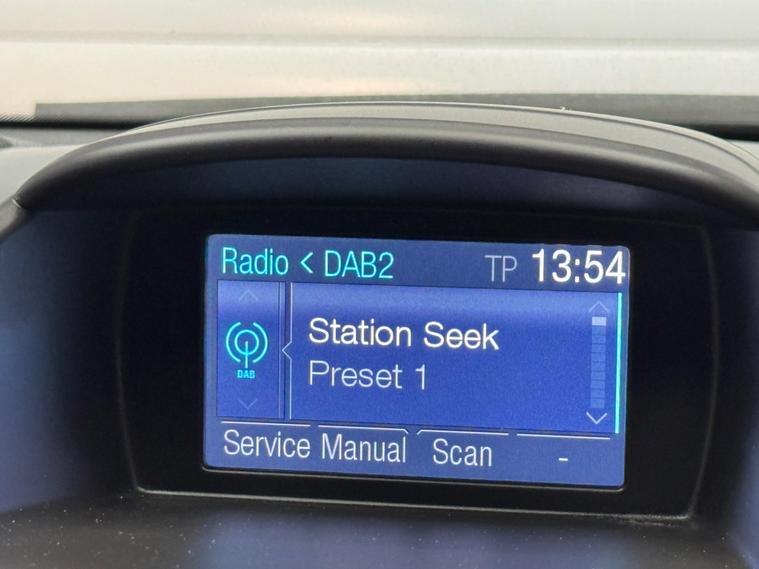 Radio < DAB2 TP 13:54
Station Seek
DAB
Preset 1
Service Manual Scan -